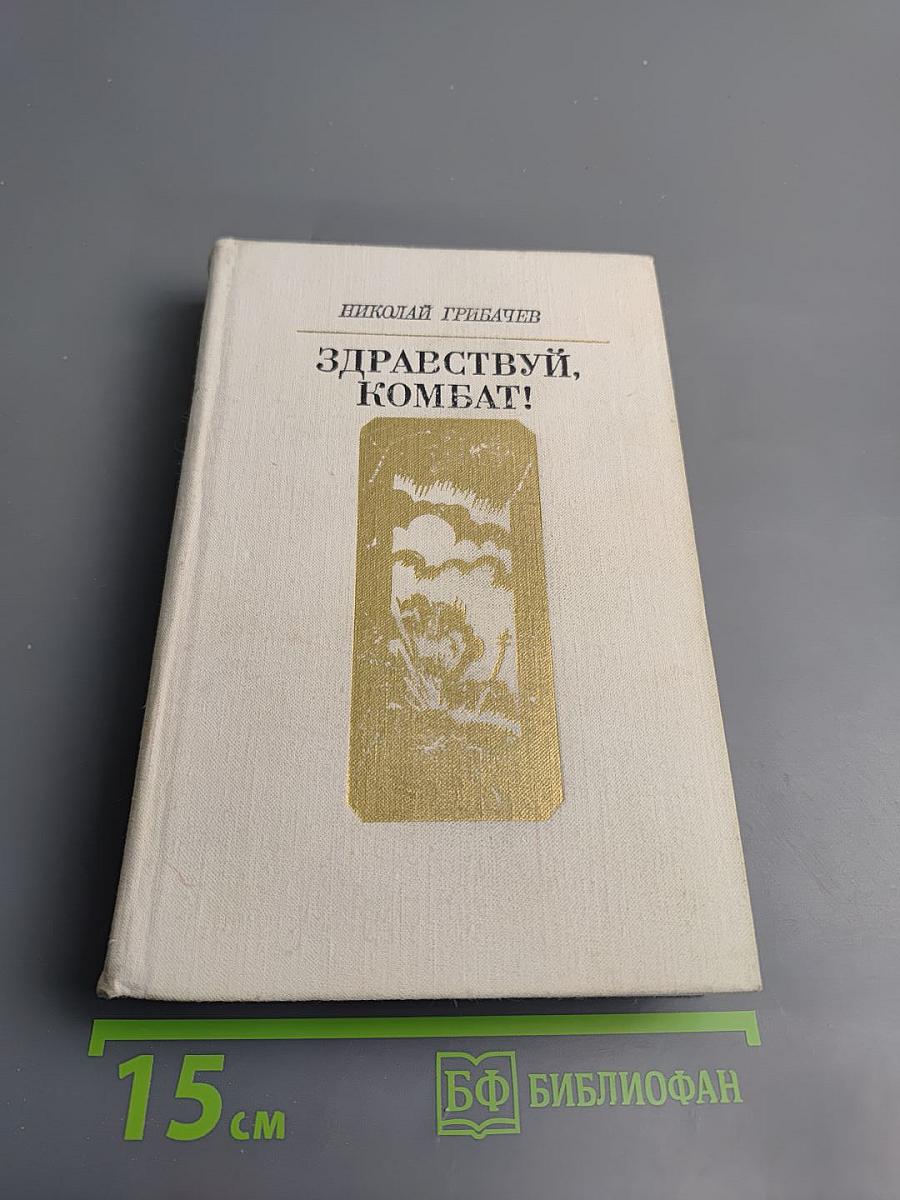 НИКОЛАЙ ГРИБАЧЕВ
ЗДРАВСТВУЙ,
КОМБАТ!
15 см
БФ БИБЛИОФАН